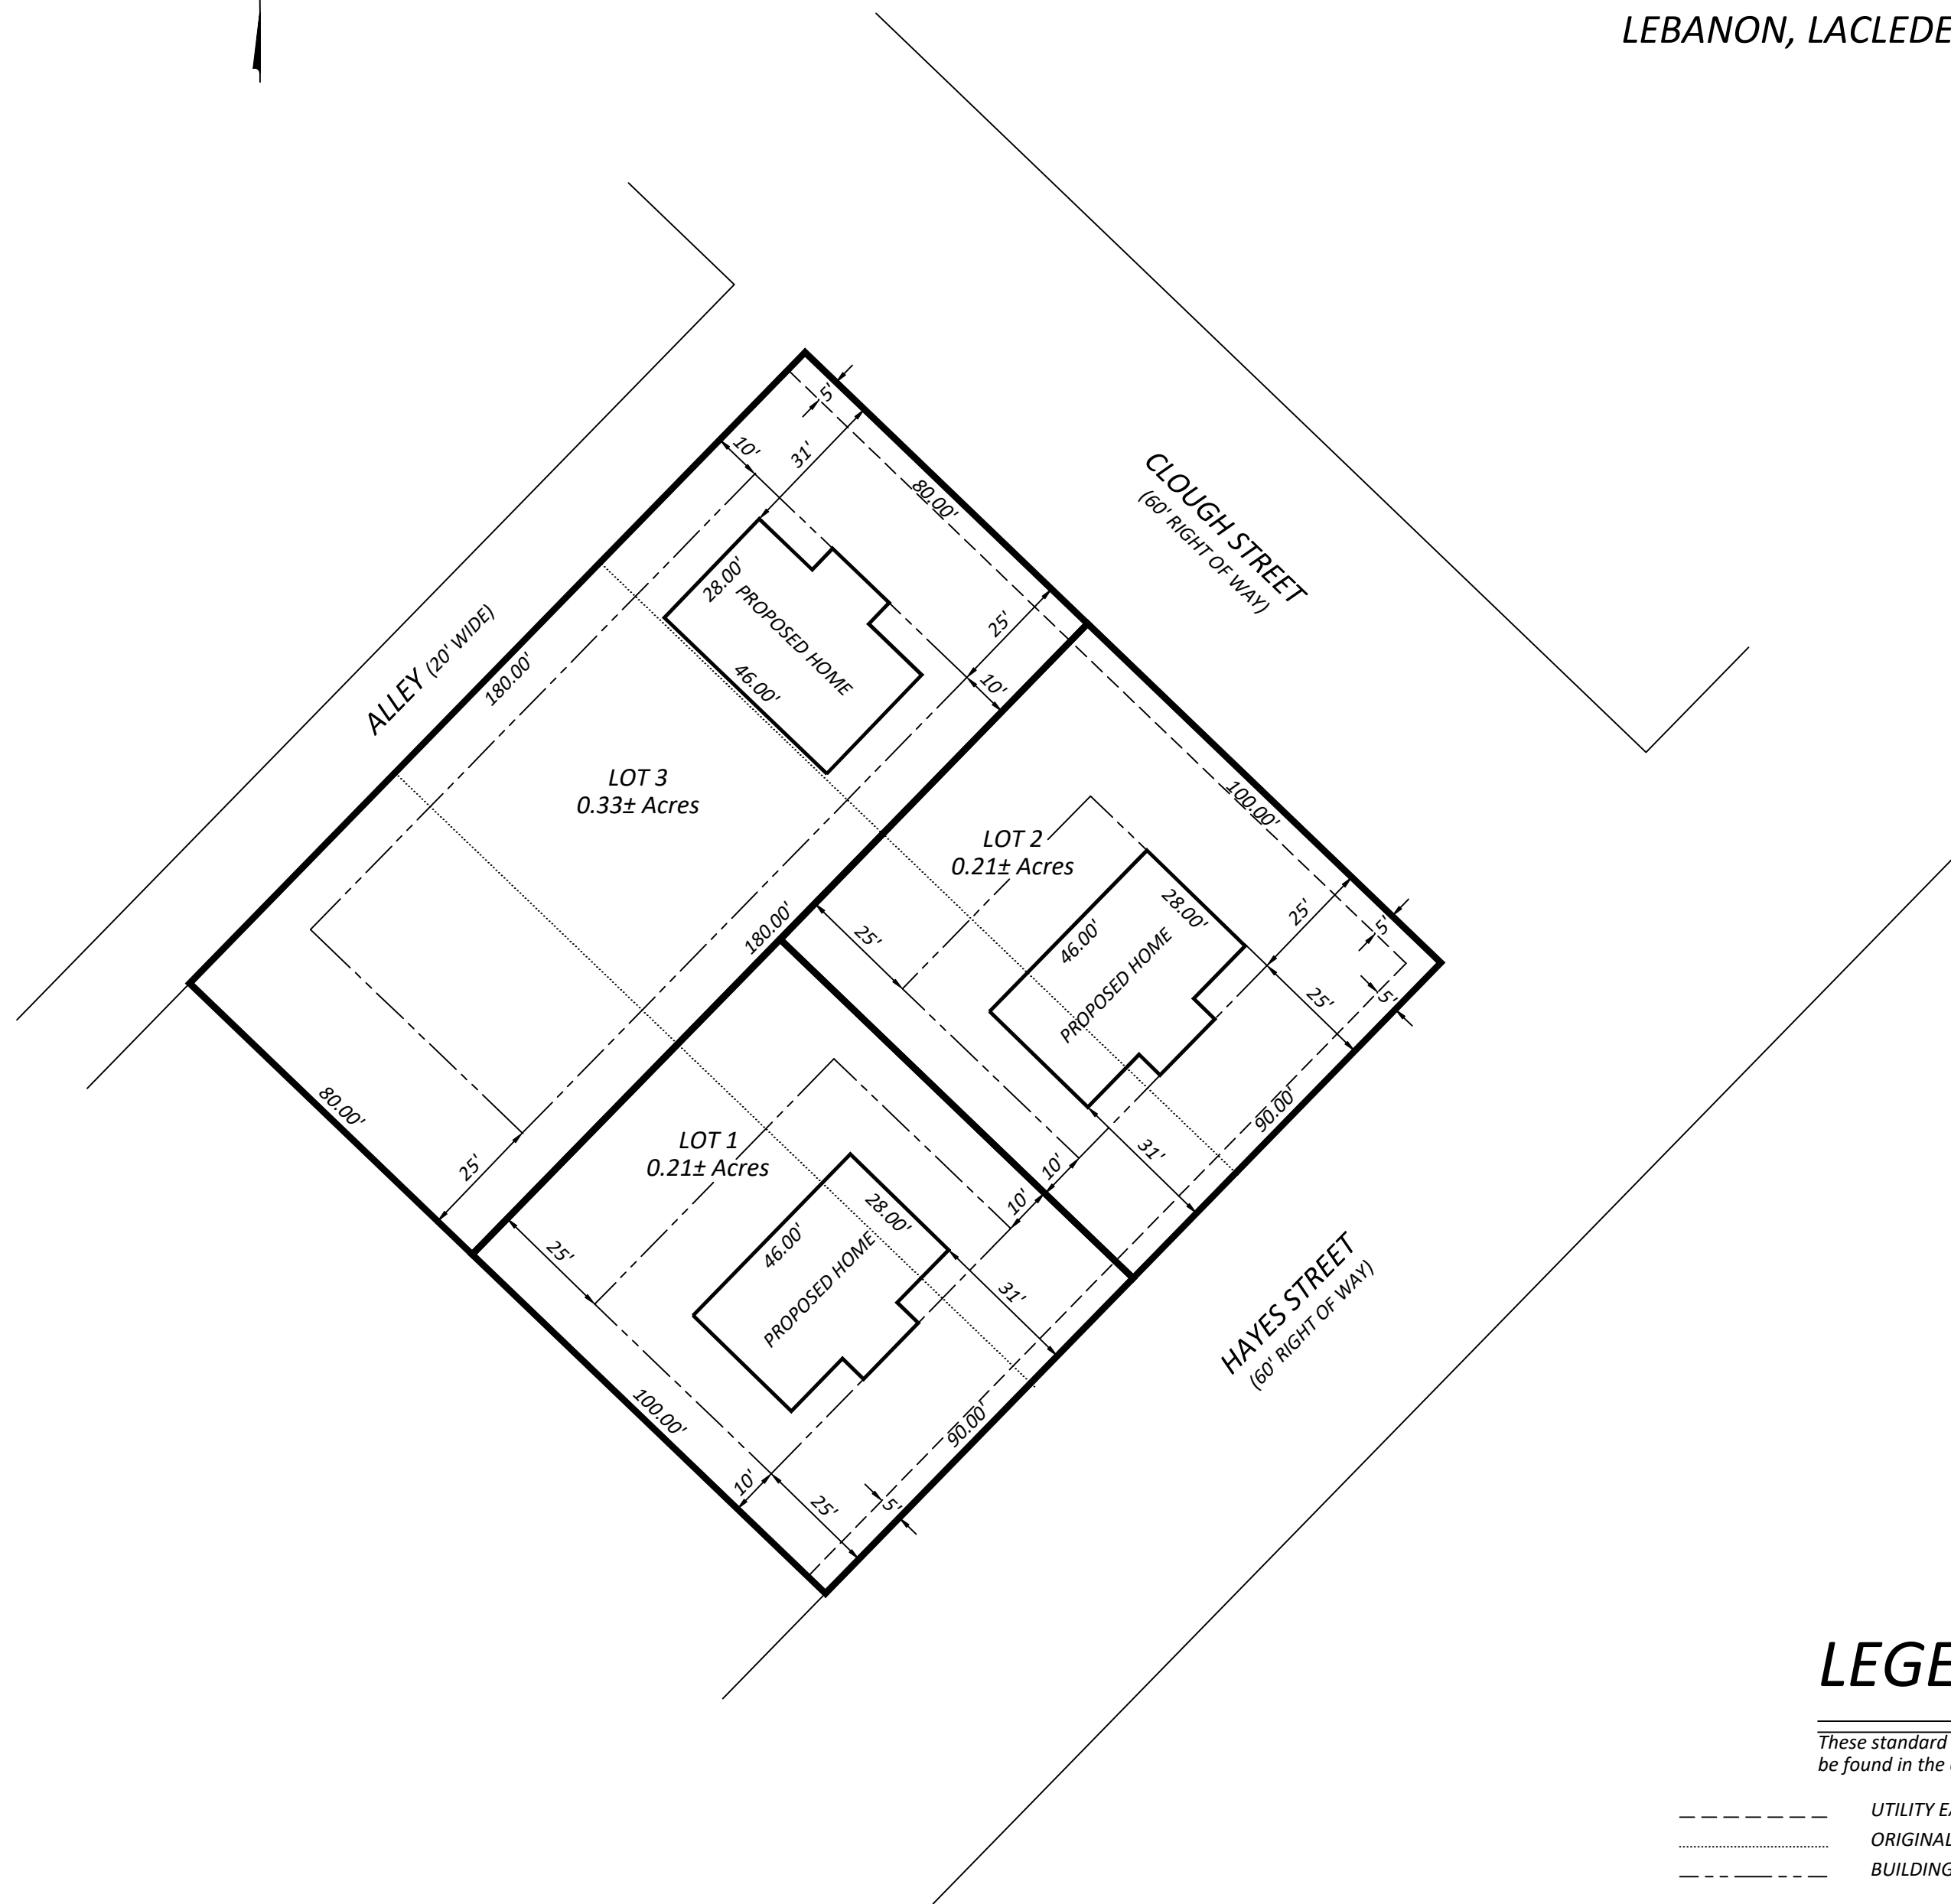 LEBANON, LACLEDE
5'
10'
31'
80.00'
CLOUGH STREET
(60' RIGHT OF WAY)
28.00'
PROPOSED HOME
46.00'
25'
10'
ALLEY (20' WIDE)
180.00'
LOT 3
0.33± Acres
100.00'
LOT 2
0.21± Acres
28.00'
46.00'
PROPOSED HOME
25'
5'
25'
5'
25'
180.00'
90.00'
31'
10'
10'
80.00'
25'
LOT 1
0.21± Acres
28.00'
46.00'
PROPOSED HOME
25'
31'
HAYES STREET
(60' RIGHT OF WAY)
100.00'
90.00'
10'
25'
5'
LEGE
These standard
be found in the
UTILITY EA
ORIGINAL
BUILDING